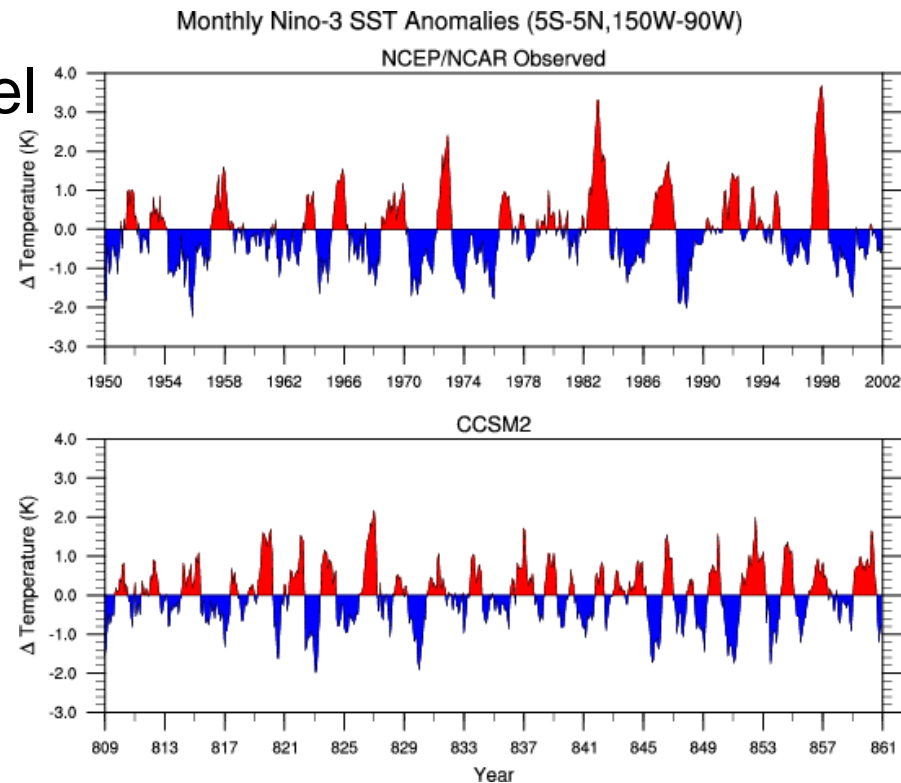 Monthly Nino-3 SST Anomalies (5S-5N,150W-90W)
NCEP/NCAR Observed
el
4.0
3.0
2.0
1.0
0.0
-1.0
-2.0
-3.0
Δ Temperature (K)
1950 1954 1958 1962 1966 1970 1974 1978 1982 1986 1990 1994 1998 2002
CCSM2
4.0
3.0
2.0
1.0
0.0
-1.0
-2.0
-3.0
Δ Temperature (K)
809 813 817 821 825 829 833 837 841 845 849 853 857 861
Year